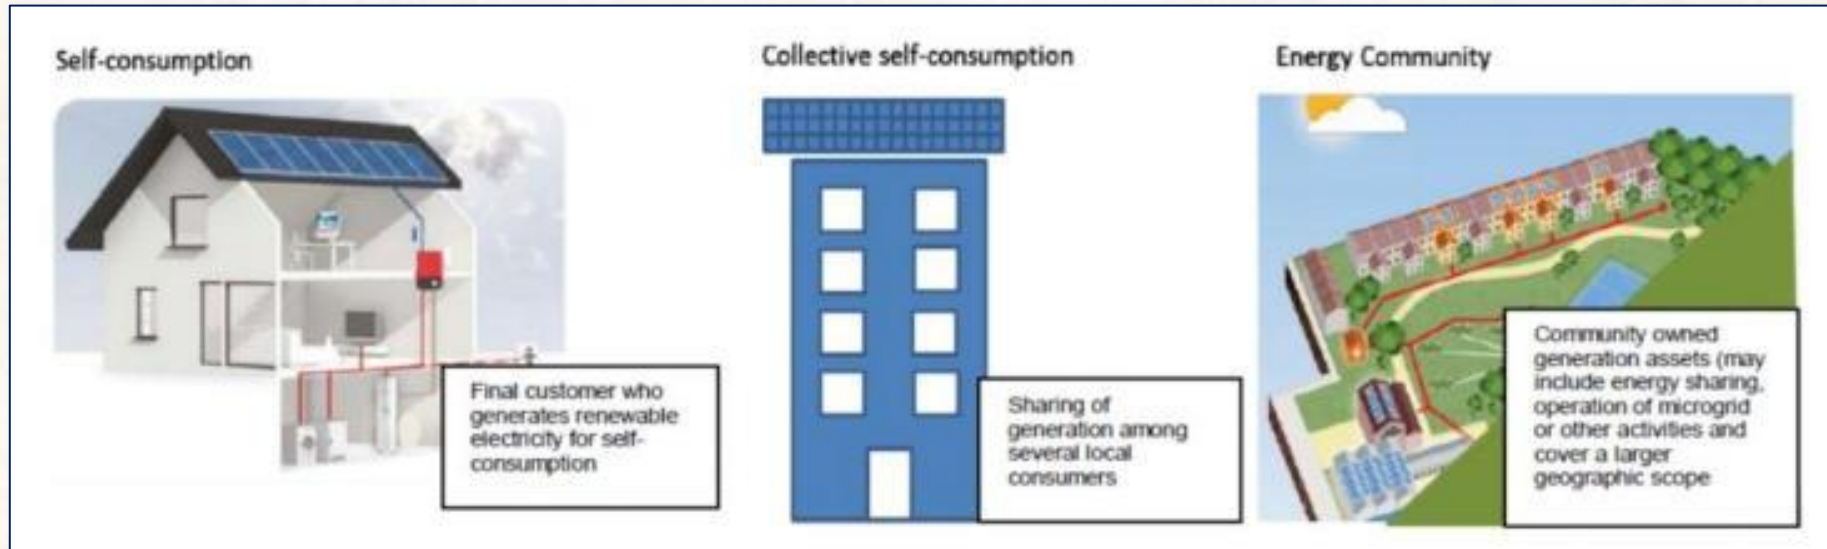 Self-consumption
Final customer who
generates renewable
electricity for self-
consumption
Collective self-consumption
Sharing of
generation among
several local
consumers
Energy Community
Community owned
generation assets (may
include energy sharing,
operation of microgrid
or other activities and
cover a larger
geographic scope